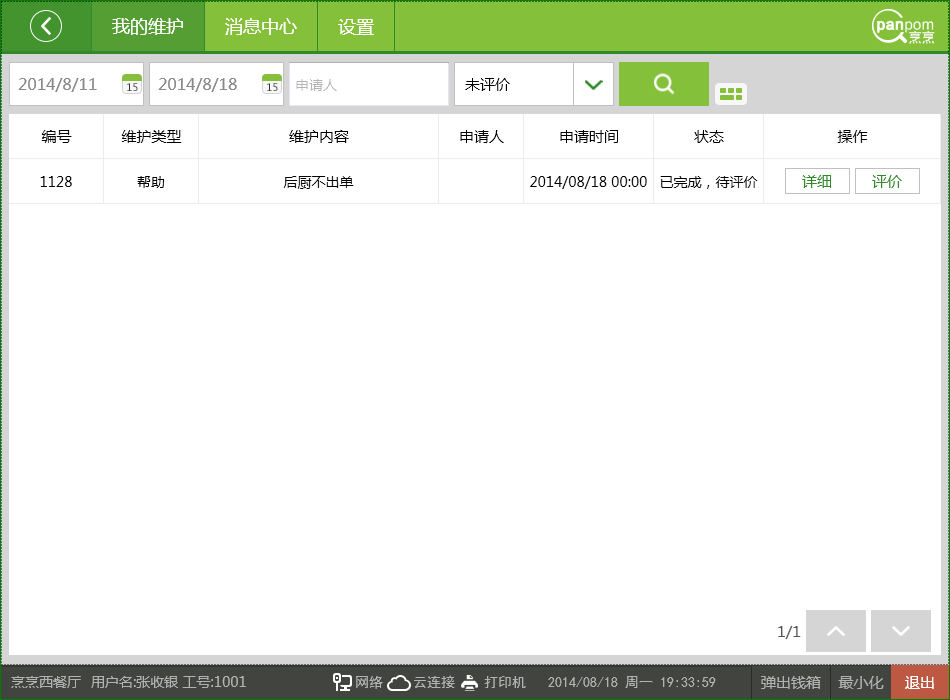 我的维护 消息中心 设置 panpom 烹烹
2014/8/11 15 2014/8/18 15 申请人 未评价
编号 维护类型 维护内容 申请人 申请时间 状态 操作
1128 帮助 后厨不出单 2014/08/18 00:00 已完成，待评价 详细 评价
1/1
烹烹西餐厅 用户名:张收银 工号:1001 网络 云连接 打印机 2014/08/18 周一 19:33:59 弹出钱箱 最小化 退出